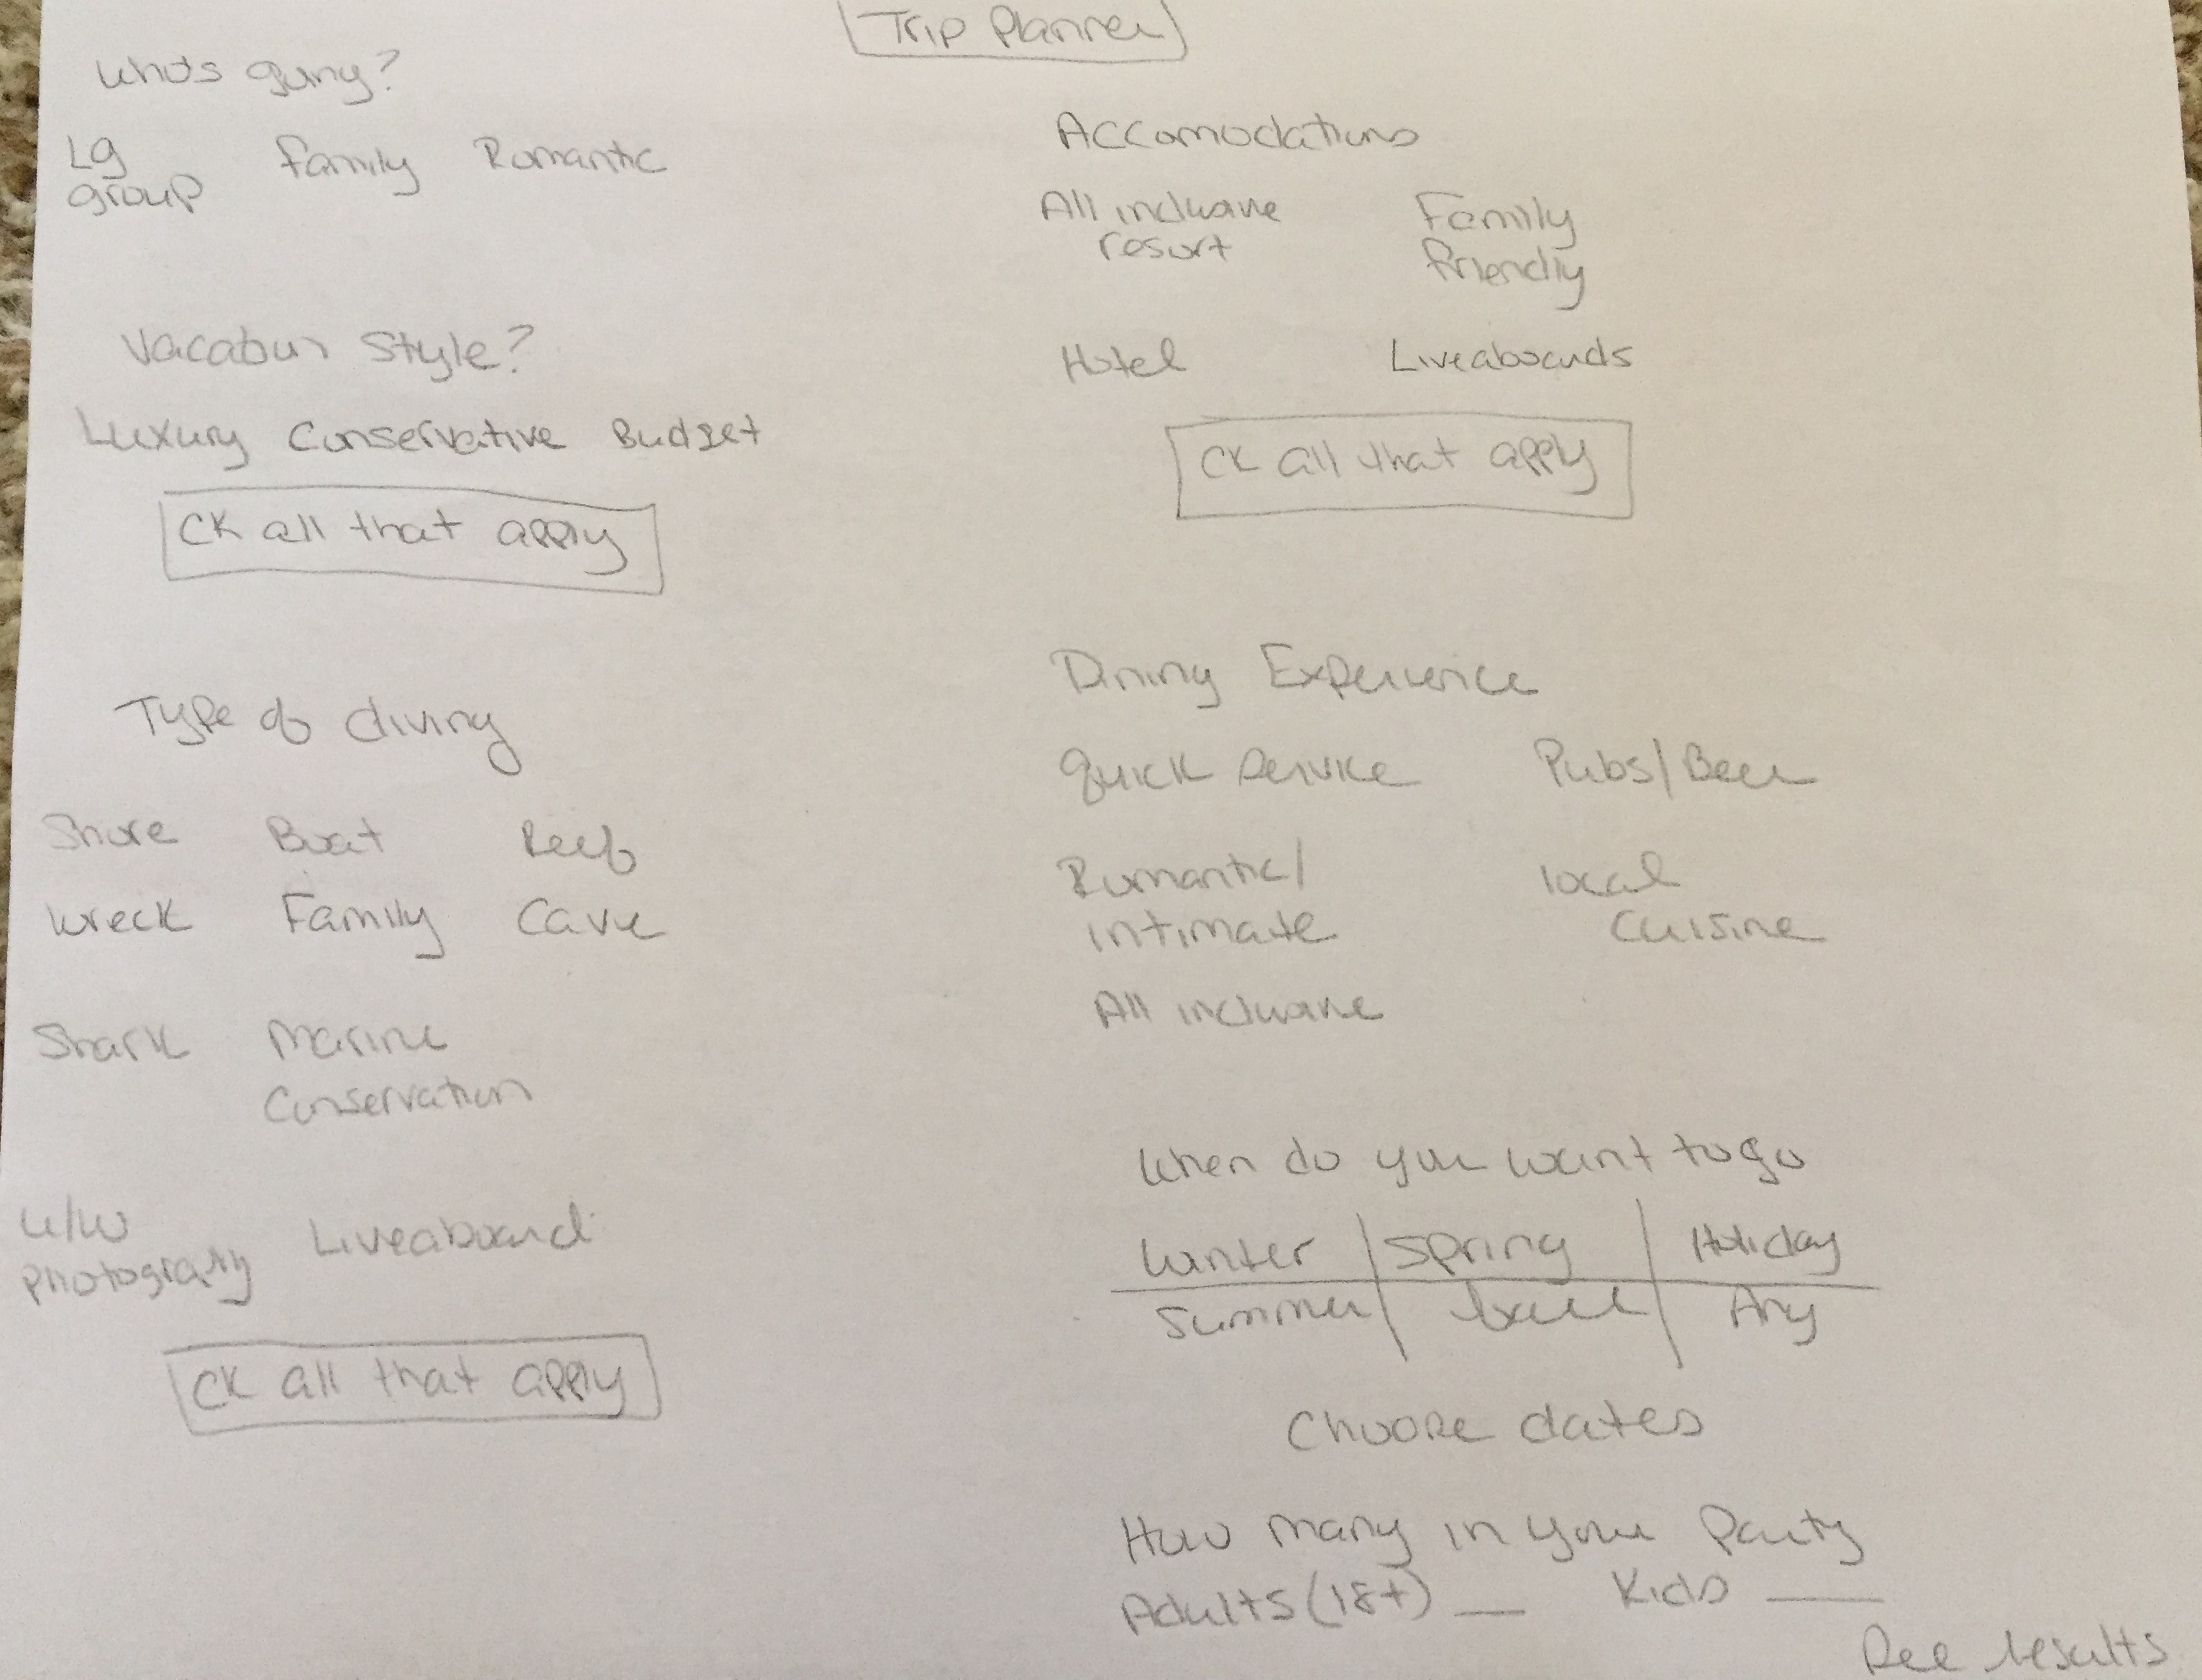 Trip Planner
Who's going?
Lg Family Romantic
group
Vacation Style?
Luxury Conservative Budget
CK all that apply
Type of diving
Shore Boat Reef
Wreck Family Cave
Shark Marine
Conservation
u/w Liveaboard
photography
CK all that apply
Accomodations
All inclusive Family
resort friendly
Hotel Liveaboards
CK all that apply
Dining Experience
Quick Service Pubs/Beer
Romantic/ local
intimate Cuisine
All inclusive
When do you want to go
Winter Spring Holiday
Summer fall Any
Choose dates
How many in your Party
Adults (18+) __ Kids ___
See results